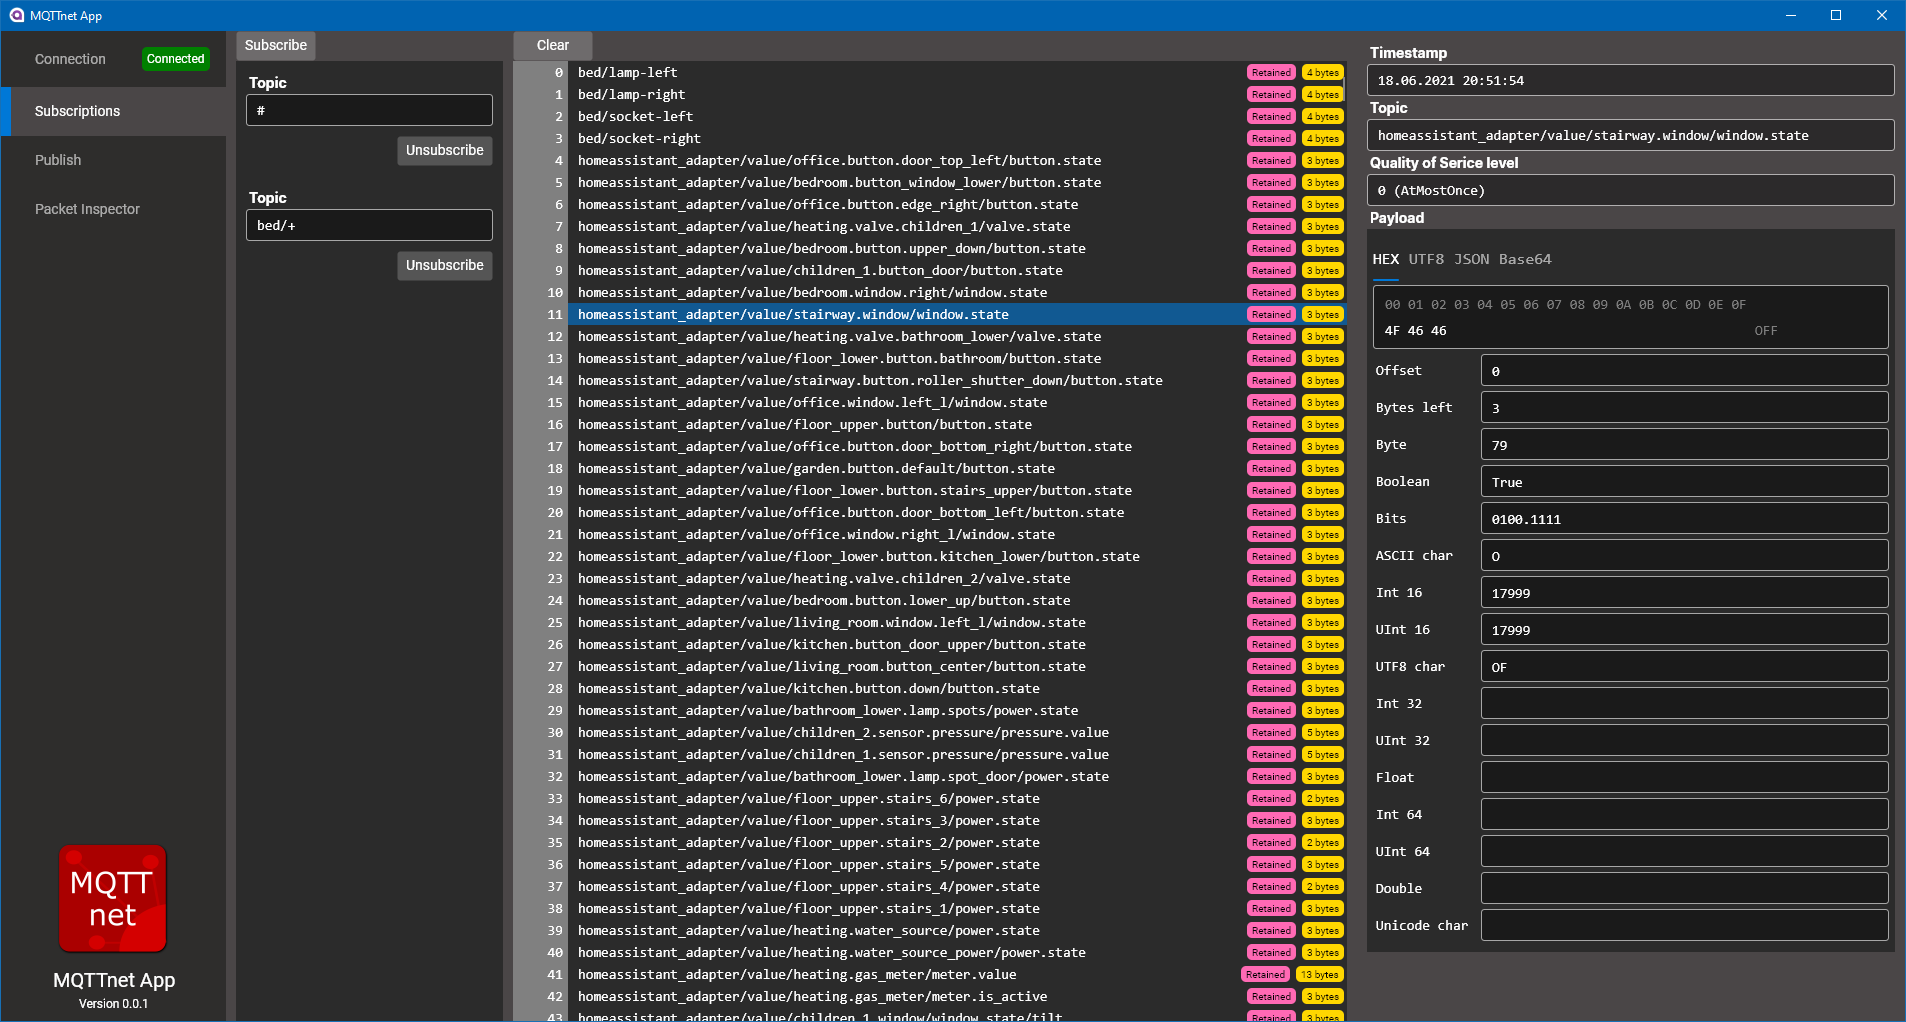 MQTTnet App
Connection Connected
Subscriptions
Publish
Packet Inspector
MQTT
net
MQTTnet App
Version 0.0.1
Subscribe
Topic
#
Unsubscribe
Topic
bed/+
Unsubscribe
Clear
0 bed/lamp-left Retained 4 bytes
1 bed/lamp-right Retained 4 bytes
2 bed/socket-left Retained 4 bytes
3 bed/socket-right Retained 4 bytes
4 homeassistant_adapter/value/office.button.door_top_left/button.state Retained 3 bytes
5 homeassistant_adapter/value/bedroom.button_window_lower/button.state Retained 3 bytes
6 homeassistant_adapter/value/office.button.edge_right/button.state Retained 3 bytes
7 homeassistant_adapter/value/heating.valve.children_1/valve.state Retained 3 bytes
8 homeassistant_adapter/value/bedroom.button.upper_down/button.state Retained 3 bytes
9 homeassistant_adapter/value/children_1.button_door/button.state Retained 3 bytes
10 homeassistant_adapter/value/bedroom.window.right/window.state Retained 3 bytes
11 homeassistant_adapter/value/stairway.window/window.state Retained 3 bytes
12 homeassistant_adapter/value/heating.valve.bathroom_lower/valve.state Retained 3 bytes
13 homeassistant_adapter/value/floor_lower.button.bathroom/button.state Retained 3 bytes
14 homeassistant_adapter/value/stairway.button.roller_shutter_down/button.state Retained 3 bytes
15 homeassistant_adapter/value/office.window.left_l/window.state Retained 3 bytes
16 homeassistant_adapter/value/floor_upper.button/button.state Retained 3 bytes
17 homeassistant_adapter/value/office.button.door_bottom_right/button.state Retained 3 bytes
18 homeassistant_adapter/value/garden.button.default/button.state Retained 3 bytes
19 homeassistant_adapter/value/floor_lower.button.stairs_upper/button.state Retained 3 bytes
20 homeassistant_adapter/value/office.button.door_bottom_left/button.state Retained 3 bytes
21 homeassistant_adapter/value/office.window.right_l/window.state Retained 3 bytes
22 homeassistant_adapter/value/floor_lower.button.kitchen_lower/button.state Retained 3 bytes
23 homeassistant_adapter/value/heating.valve.children_2/valve.state Retained 3 bytes
24 homeassistant_adapter/value/bedroom.button.lower_up/button.state Retained 3 bytes
25 homeassistant_adapter/value/living_room.window.left_l/window.state Retained 3 bytes
26 homeassistant_adapter/value/kitchen.button_door_upper/button.state Retained 3 bytes
27 homeassistant_adapter/value/living_room.button_center/button.state Retained 3 bytes
28 homeassistant_adapter/value/kitchen.button.down/button.state Retained 3 bytes
29 homeassistant_adapter/value/bathroom_lower.lamp.spots/power.state Retained 3 bytes
30 homeassistant_adapter/value/children_2.sensor.pressure/pressure.value Retained 5 bytes
31 homeassistant_adapter/value/children_1.sensor.pressure/pressure.value Retained 5 bytes
32 homeassistant_adapter/value/bathroom_lower.lamp.spot_door/power.state Retained 3 bytes
33 homeassistant_adapter/value/floor_upper.stairs_6/power.state Retained 2 bytes
34 homeassistant_adapter/value/floor_upper.stairs_3/power.state Retained 3 bytes
35 homeassistant_adapter/value/floor_upper.stairs_2/power.state Retained 2 bytes
36 homeassistant_adapter/value/floor_upper.stairs_5/power.state Retained 3 bytes
37 homeassistant_adapter/value/floor_upper.stairs_4/power.state Retained 2 bytes
38 homeassistant_adapter/value/floor_upper.stairs_1/power.state Retained 3 bytes
39 homeassistant_adapter/value/heating.water_source/power.state Retained 3 bytes
40 homeassistant_adapter/value/heating.water_source_power/power.state Retained 3 bytes
41 homeassistant_adapter/value/heating.gas_meter/meter.value Retained 13 bytes
42 homeassistant_adapter/value/heating.gas_meter/meter.is_active Retained 3 bytes
43 homeassistant_adapter/value/children_1.window/window.state/tilt Retained 3 bytes
Timestamp
18.06.2021 20:51:54
Topic
homeassistant_adapter/value/stairway.window/window.state
Quality of Serice level
0 (AtMostOnce)
Payload
HEX UTF8 JSON Base64
00 01 02 03 04 05 06 07 08 09 0A 0B 0C 0D 0E 0F
4F 46 46 OFF
Offset 0
Bytes left 3
Byte 79
Boolean True
Bits 0100.1111
ASCII char O
Int 16 17999
UInt 16 17999
UTF8 char OF
Int 32
UInt 32
Float
Int 64
UInt 64
Double
Unicode char